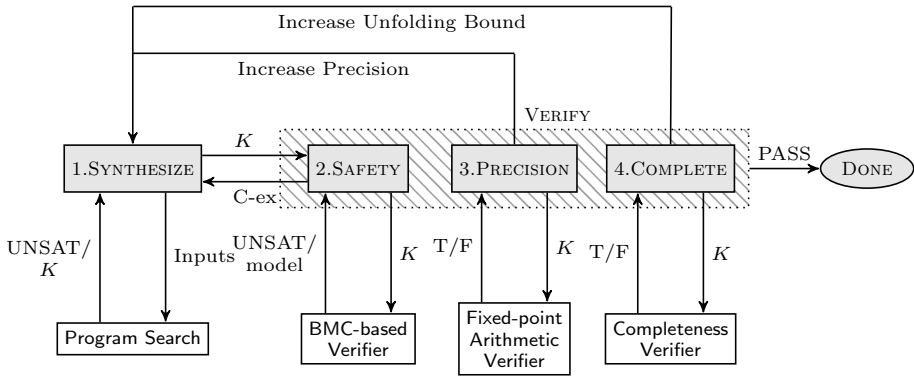 Increase Unfolding Bound
Increase Precision
VERIFY
K
PASS
1.SYNTHESIZE
2.SAFETY
3.PRECISION
4.COMPLETE
DONE
C-ex
UNSAT/
K
Inputs
UNSAT/
model
K
T/F
K
T/F
K
Program Search
BMC-based
Verifier
Fixed-point
Arithmetic
Verifier
Completeness
Verifier